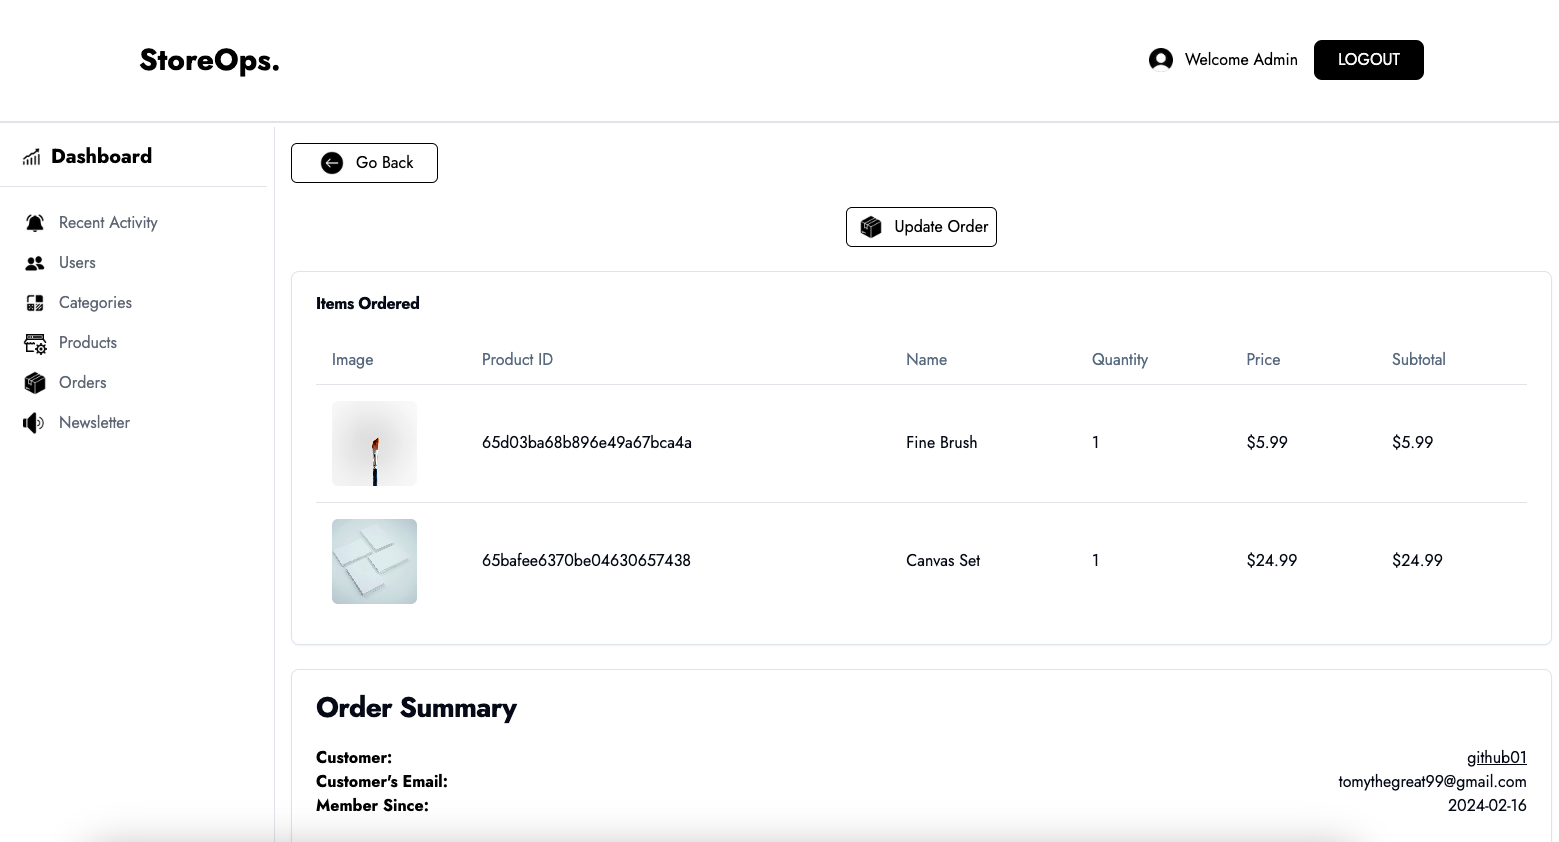 StoreOps.
Welcome Admin
LOGOUT
Dashboard
Recent Activity
Users
Categories
Products
Orders
Newsletter
Go Back
Update Order
Items Ordered
Image Product ID Name Quantity Price Subtotal
65d03ba68b896e49a67bca4a Fine Brush 1 $5.99 $5.99
65bafee6370be04630657438 Canvas Set 1 $24.99 $24.99
Order Summary
Customer: github01
Customer's Email: tomythegreat99@gmail.com
Member Since: 2024-02-16